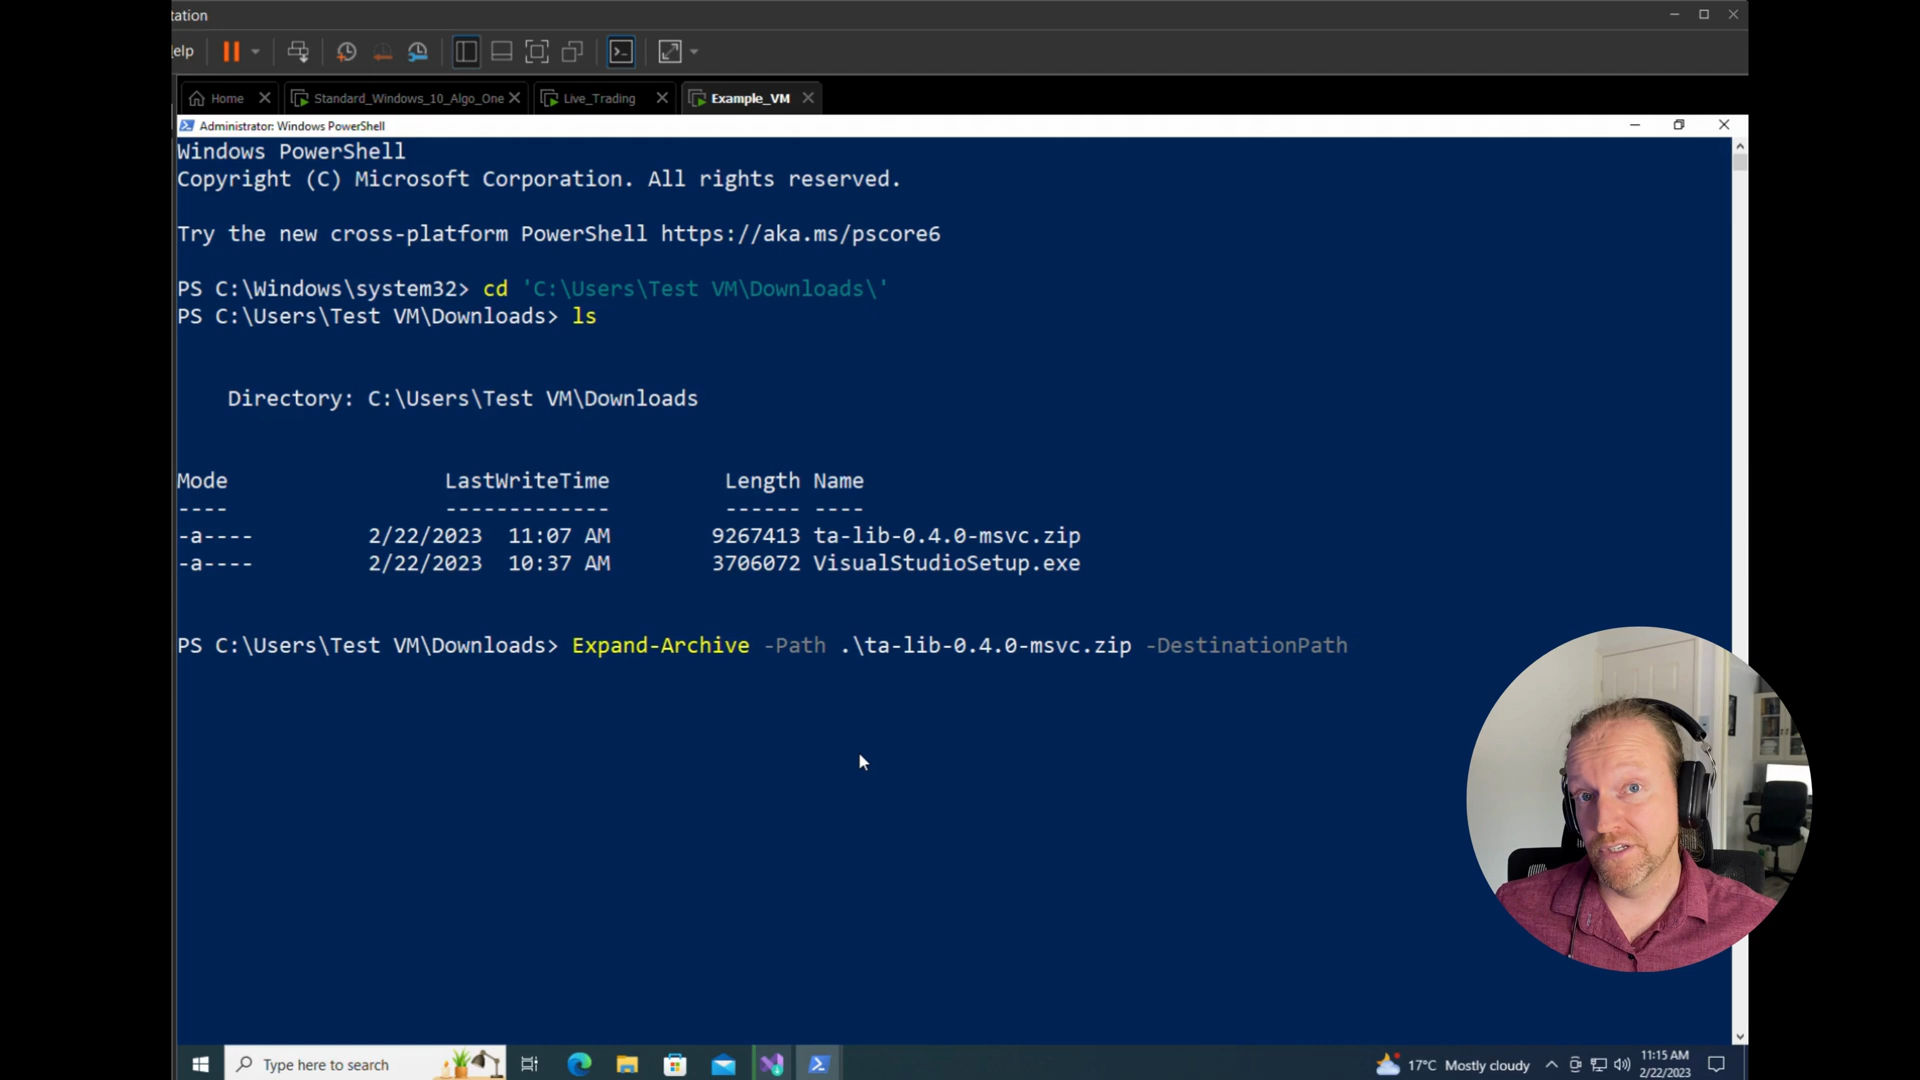 tation
elp
Home
Standard_Windows_10_Algo_One
Live_Trading
Example_VM
Administrator: Windows PowerShell
Windows PowerShell
Copyright (C) Microsoft Corporation. All rights reserved.
Try the new cross-platform PowerShell https://aka.ms/pscore6
PS C:\Windows\system32> cd 'C:\Users\Test VM\Downloads\'
PS C:\Users\Test VM\Downloads> ls
Directory: C:\Users\Test VM\Downloads
Mode LastWriteTime Length Name
---- ------------- ------ ----
-a---- 2/22/2023 11:07 AM 9267413 ta-lib-0.4.0-msvc.zip
-a---- 2/22/2023 10:37 AM 3706072 VisualStudioSetup.exe
PS C:\Users\Test VM\Downloads> Expand-Archive -Path .\ta-lib-0.4.0-msvc.zip -DestinationPath
Type here to search
17°C Mostly cloudy
11:15 AM
2/22/2023